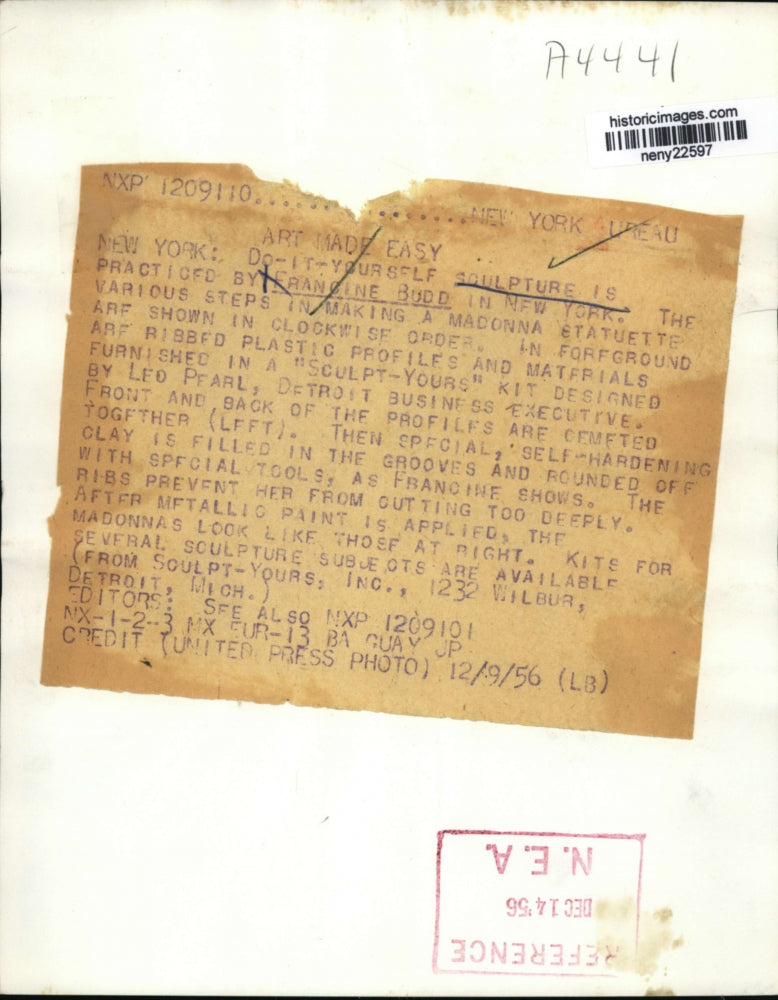 A4441
historicimages.com
neny22597
NXP 1209110.....................NEW YORK BUREAU
ART MADE EASY
NEW YORK: DO-IT-YOURSELF SCULPTURE IS
PRACTICED BY FRANCINE BUDD IN NEW YORK. THE
VARIOUS STEPS IN MAKING A MADONNA STATUETTE
ARE SHOWN IN CLOCKWISE ORDER. IN FOREGROUND
ARE RIBBED PLASTIC PROFILES AND MATERIALS
FURNISHED IN A "SCULPT-YOURS" KIT DESIGNED
BY LEO PEARL, DETROIT BUSINESS EXECUTIVE.
FRONT AND BACK OF THE PROFILES ARE CEMETED
TOGETHER (LEFT). THEN SPECIAL, SELF-HARDENING
CLAY IS FILLED IN THE GROOVES AND ROUNDED OFF
WITH SPECIAL TOOLS, AS FRANCINE SHOWS. THE
RIBS PREVENT HER FROM CUTTING TOO DEEPLY.
AFTER METALLIC PAINT IS APPLIED, THE
MADONNAS LOOK LIKE THOSE AT RIGHT. KITS FOR
SEVERAL SCULPTURE SUBJECTS ARE AVAILABLE
(FROM SCULPT-YOURS, INC., 1232 WILBUR,
DETROIT, MICH.)
EDITORS: SEE ALSO NXP 1209101
NX-1-2-3 MX EUR-13 BA QUAY JP
CREDIT (UNITED PRESS PHOTO) 12/9/56 (LB)
REFERENCE
DEC 14 '56
N.E.A.